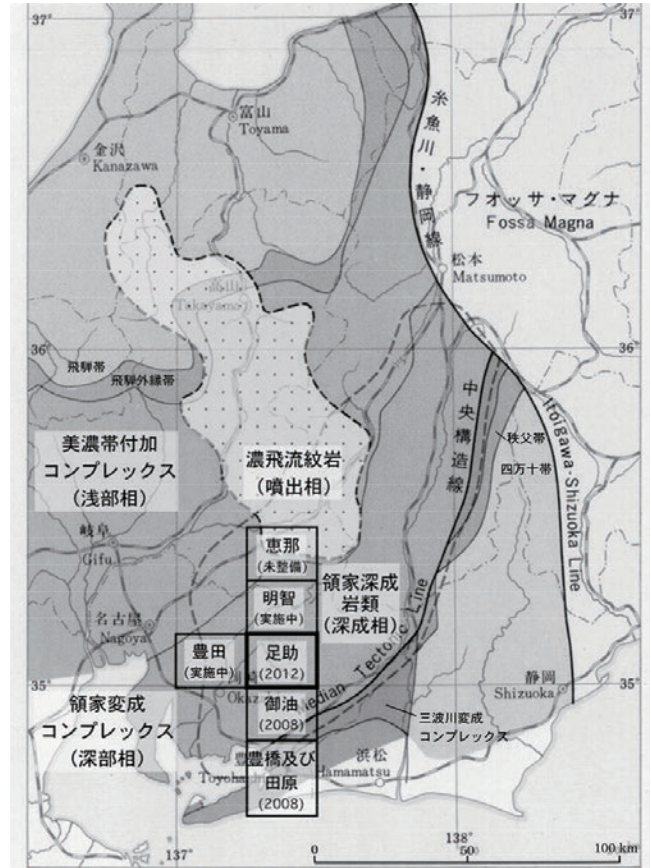 37°
37°
富山
Toyama
金沢
Kanazawa
糸魚川・静岡線
フオッサ・マグナ
Fossa Magna
松本
Matsumoto
高山
Takayama
36°
36°
飛騨帯
飛騨外縁帯
中央構造線
秩父帯
四万十帯
Itoigawa-Shizuoka Line
美濃帯付加
コンプレックス
(浅部相)
濃飛流紋岩
(噴出相)
岐阜
Gifu
恵那
(未整備)
明智
(実施中)
領家深成
岩類
(深成相)
名古屋
Nagoya
豊田
(実施中)
足助
(2012)
Median Tectonic Line
35°
35°
静岡
Shizuoka
領家変成
コンプレックス
(深部相)
御油
(2008)
三波川変成
コンプレックス
豊橋及び
田原
(2008)
浜松
137°
138°
0
50
100 km